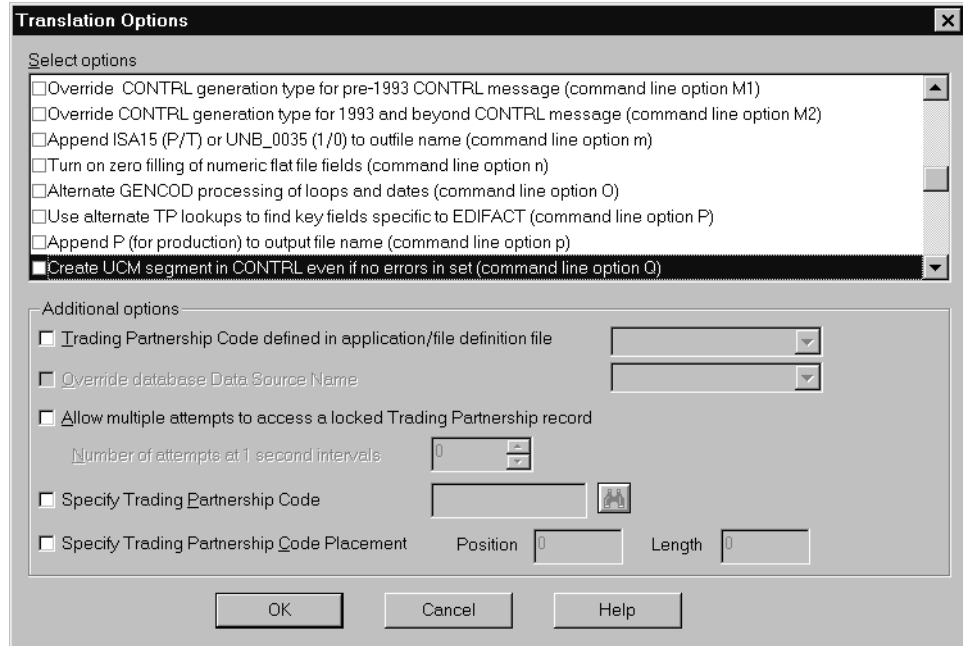 Translation Options
Select options
Override CONTRL generation type for pre-1993 CONTRL message (command line option M1)
Override CONTRL generation type for 1993 and beyond CONTRL message (command line option M2)
Append ISA15 (P/T) or UNB_0035 (1/0) to outfile name (command line option m)
Turn on zero filling of numeric flat file fields (command line option n)
Alternate GENCOD processing of loops and dates (command line option O)
Use alternate TP lookups to find key fields specific to EDIFACT (command line option P)
Append P (for production) to output file name (command line option p)
Create UCM segment in CONTRL even if no errors in set (command line option Q)
Additional options
Trading Partnership Code defined in application/file definition file
Override database Data Source Name
Allow multiple attempts to access a locked Trading Partnership record
Number of attempts at 1 second intervals 0
Specify Trading Partnership Code
Specify Trading Partnership Code Placement Position 0 Length 0
OK Cancel Help